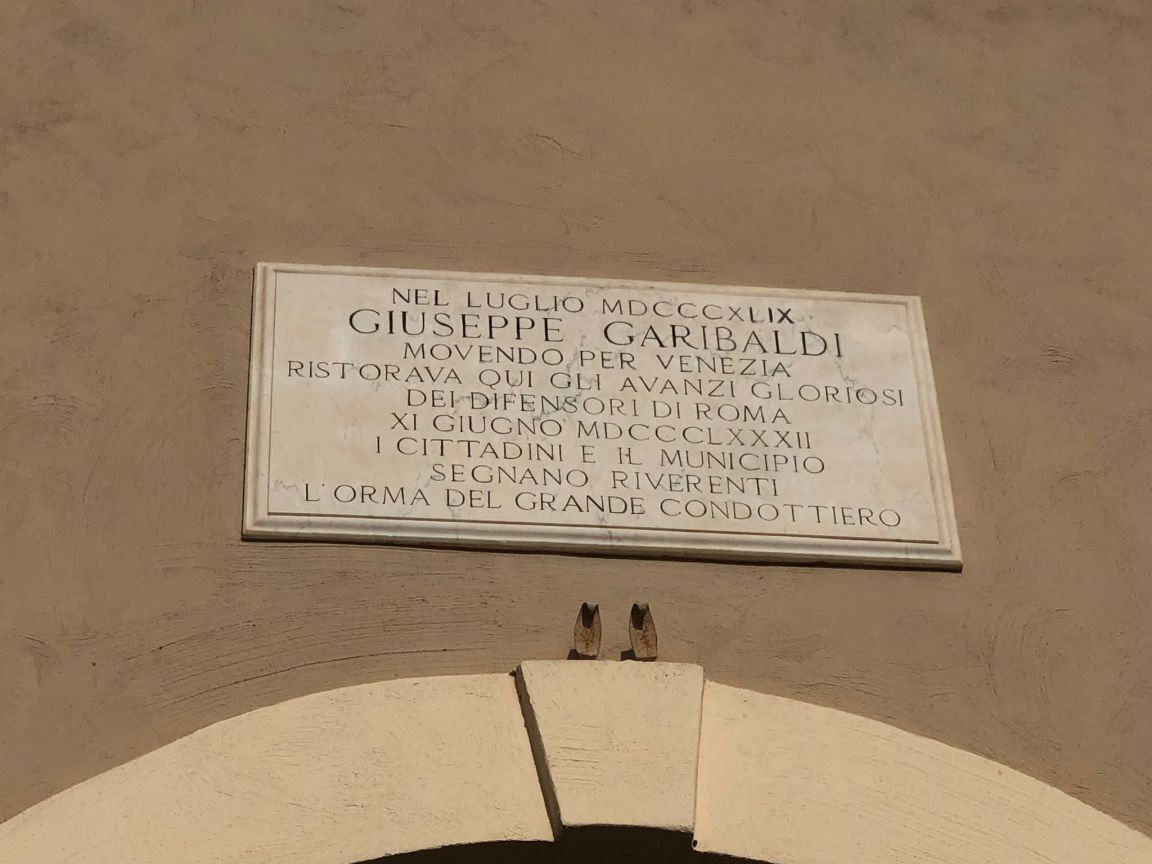 NEL LUGLIO MDCCCXLIX
GIUSEPPE GARIBALDI
MOVENDO PER VENEZIA
RISTORAVA QUI GLI AVANZI GLORIOSI
DEI DIFENSORI DI ROMA
XI GIUGNO MDCCCLXXXII
I CITTADINI E IL MUNICIPIO
SEGNANO RIVERENTI
L'ORMA DEL GRANDE CONDOTTIERO